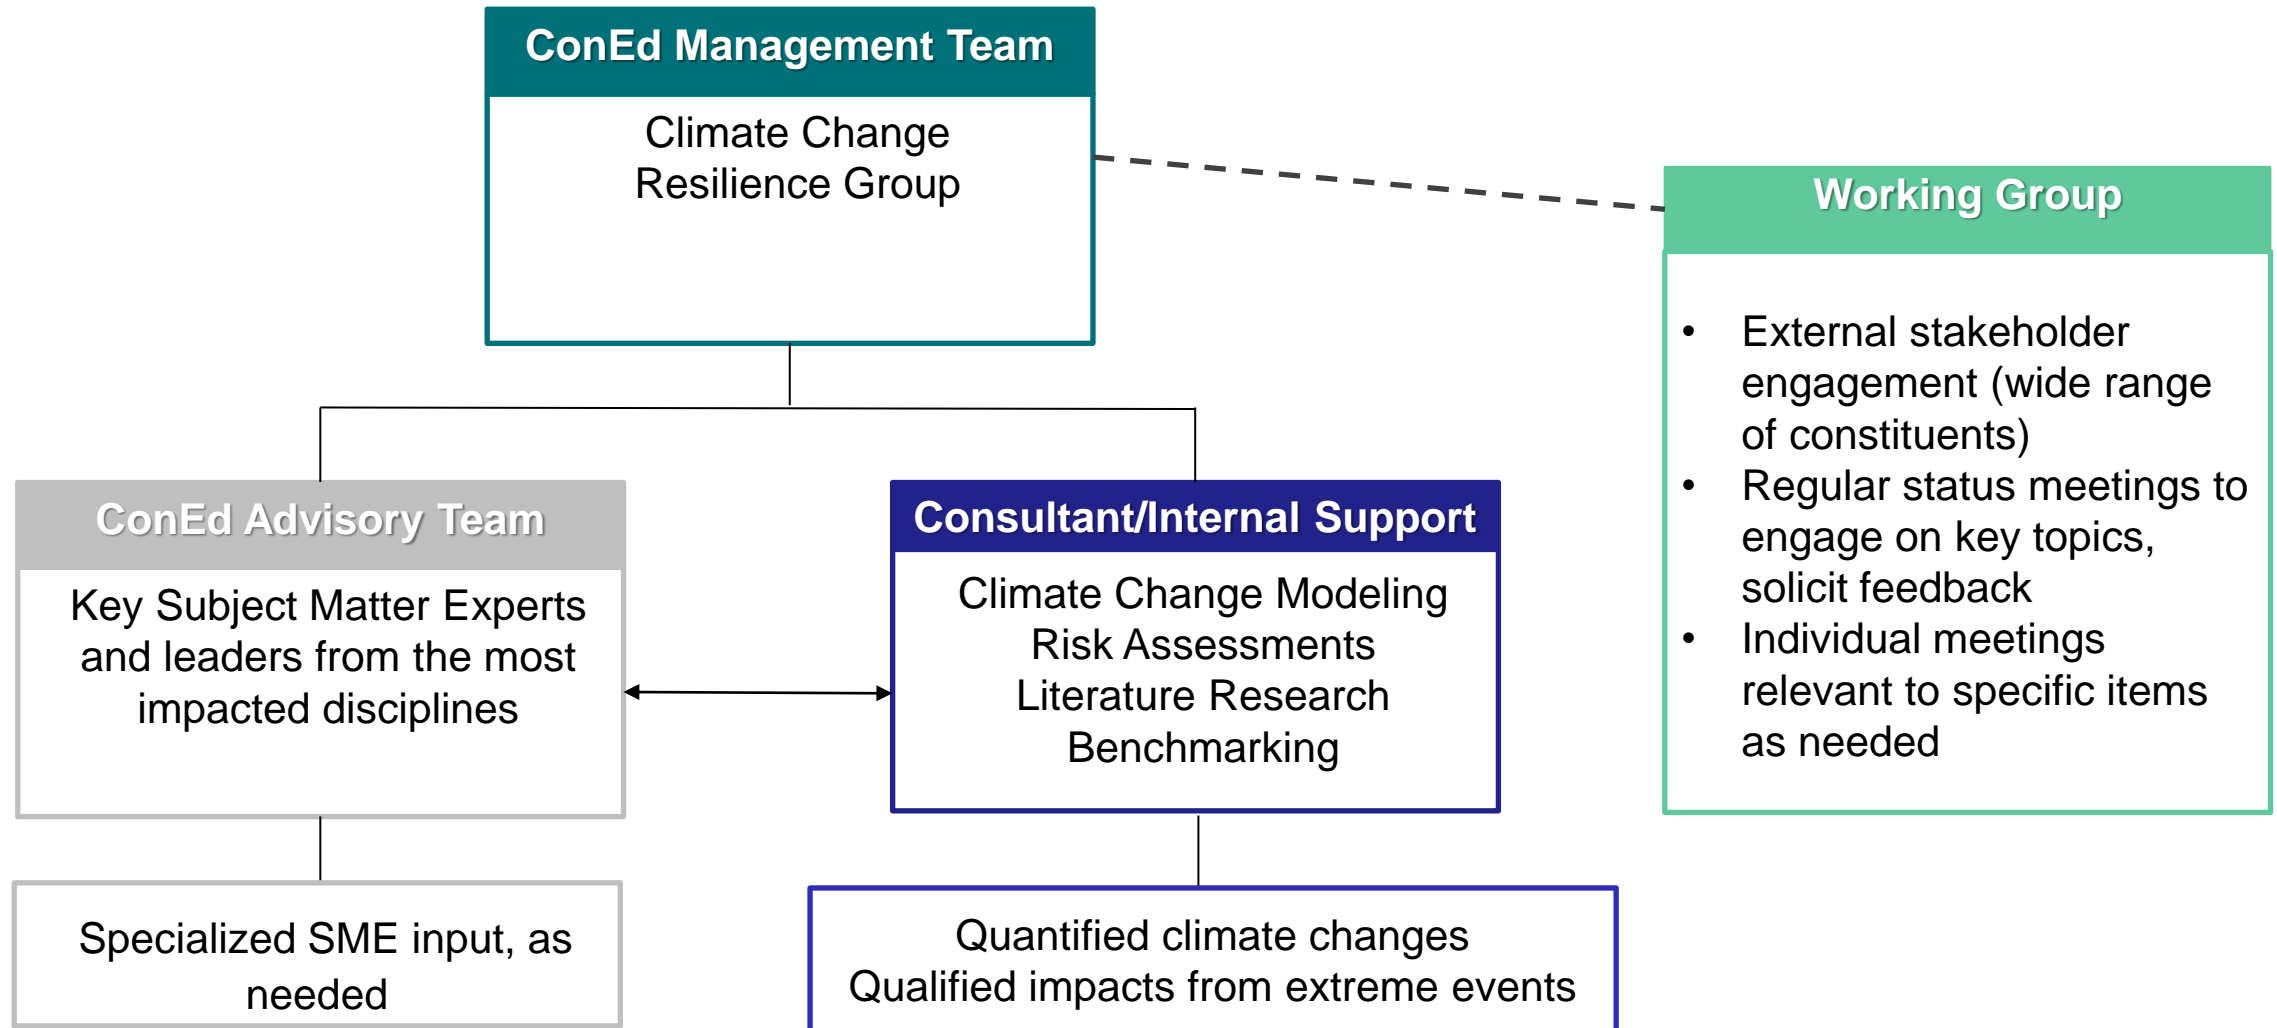 ConEd Management Team
Climate Change
Resilience Group
Working Group
• External stakeholder
engagement (wide range
of constituents)
• Regular status meetings to
engage on key topics,
solicit feedback
• Individual meetings
relevant to specific items
as needed
ConEd Advisory Team
Key Subject Matter Experts
and leaders from the most
impacted disciplines
Consultant/Internal Support
Climate Change Modeling
Risk Assessments
Literature Research
Benchmarking
Specialized SME input, as
needed
Quantified climate changes
Qualified impacts from extreme events